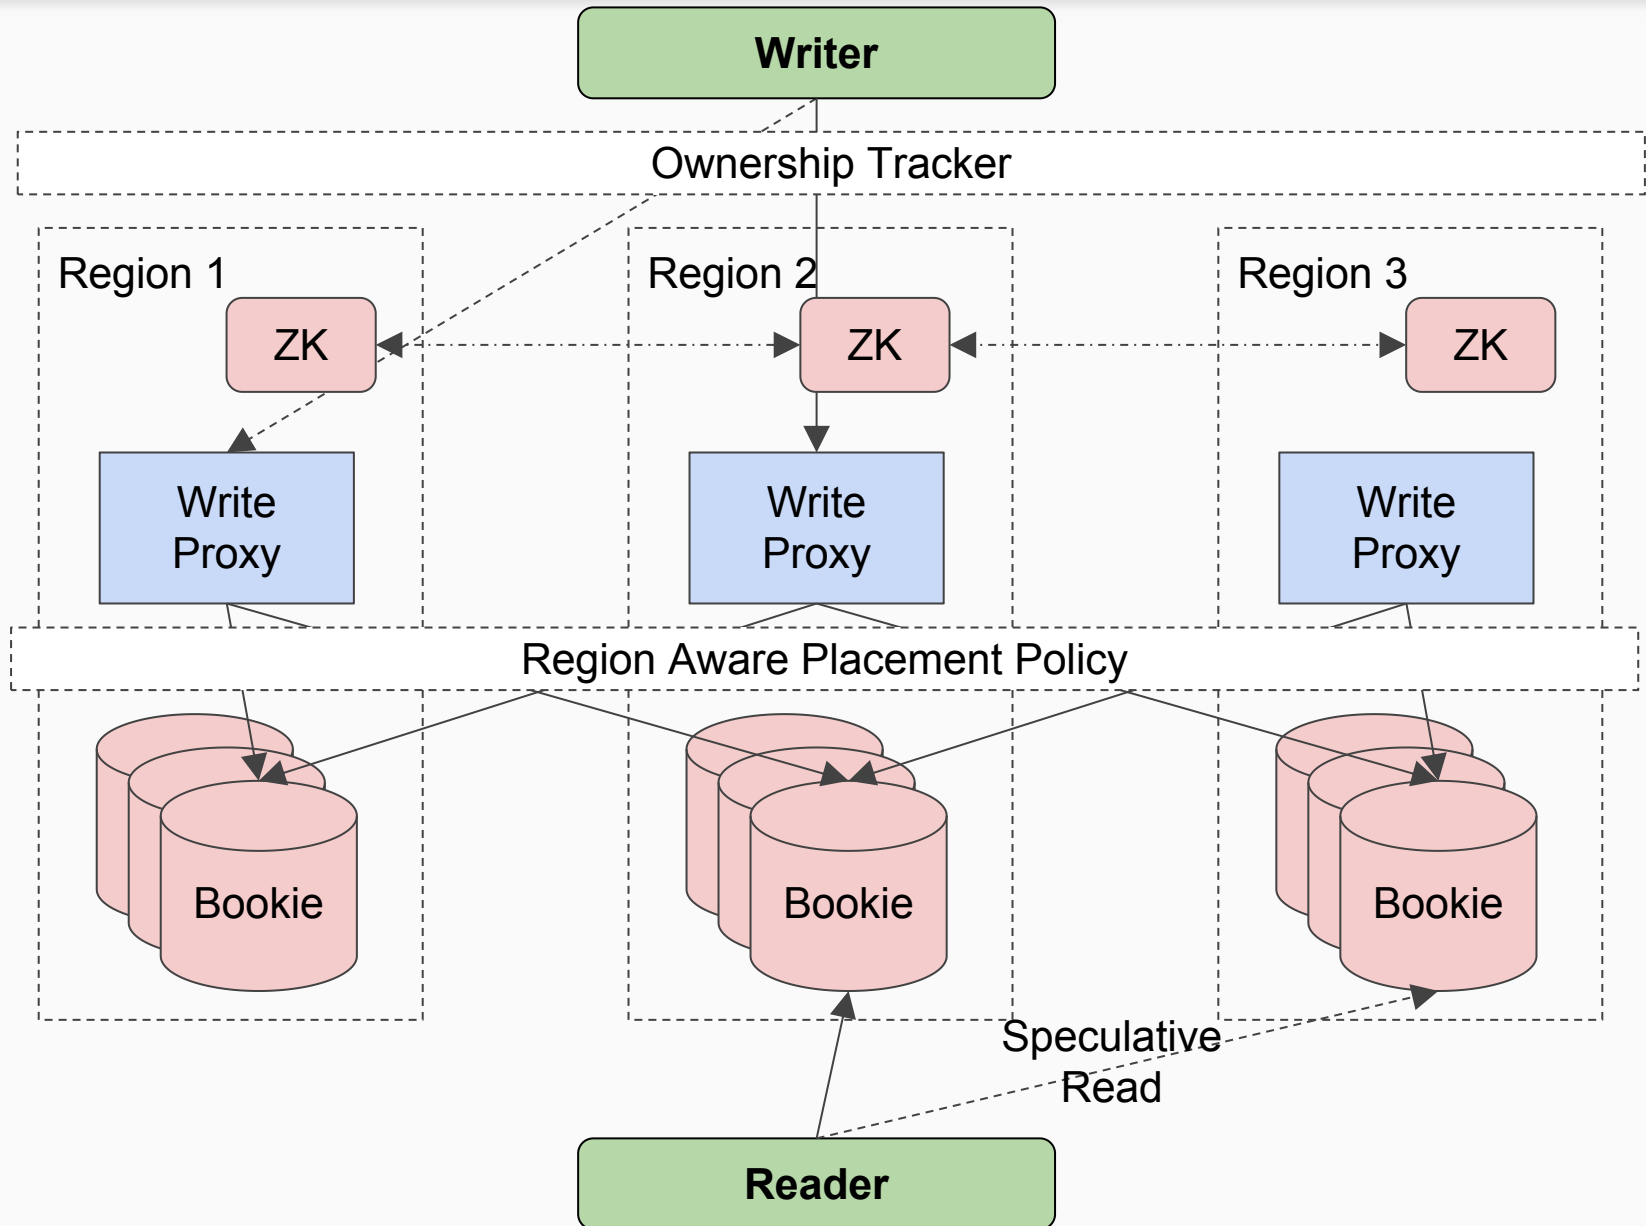 Writer
Ownership Tracker
Region 1
Region 2
Region 3
ZK
ZK
ZK
Write
Proxy
Write
Proxy
Write
Proxy
Region Aware Placement Policy
Bookie
Bookie
Bookie
Speculative
Read
Reader